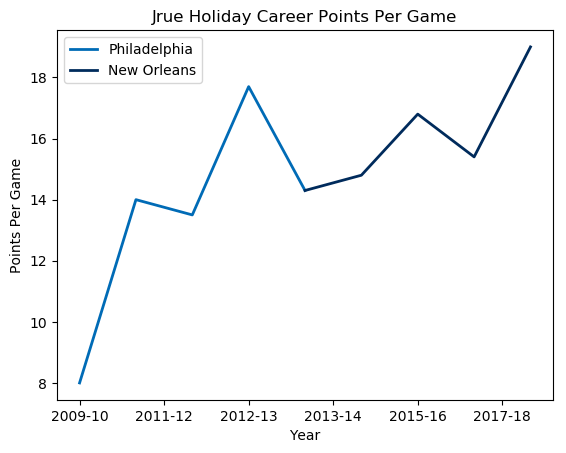 Jrue Holiday Career Points Per Game
Philadelphia
New Orleans
Points Per Game
18
16
14
12
10
8
2009-10
2011-12
2012-13
2013-14
2015-16
2017-18
Year